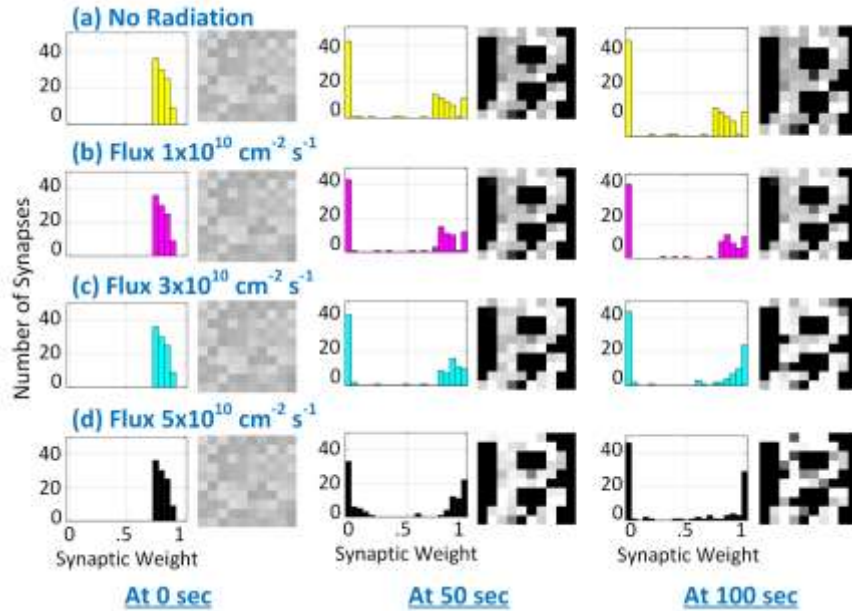 (a) No Radiation
40
20
0
40
20
0
40
20
0
(b) Flux 1x10^10 cm^-2 s^-1
40
20
0
40
20
0
40
20
0
(c) Flux 3x10^10 cm^-2 s^-1
40
20
0
40
20
0
40
20
0
(d) Flux 5x10^10 cm^-2 s^-1
40
20
0
40
20
0
40
20
0
Number of Synapses
0 .5 1
0 .5 1
0 .5 1
Synaptic Weight
Synaptic Weight
Synaptic Weight
At 0 sec
At 50 sec
At 100 sec